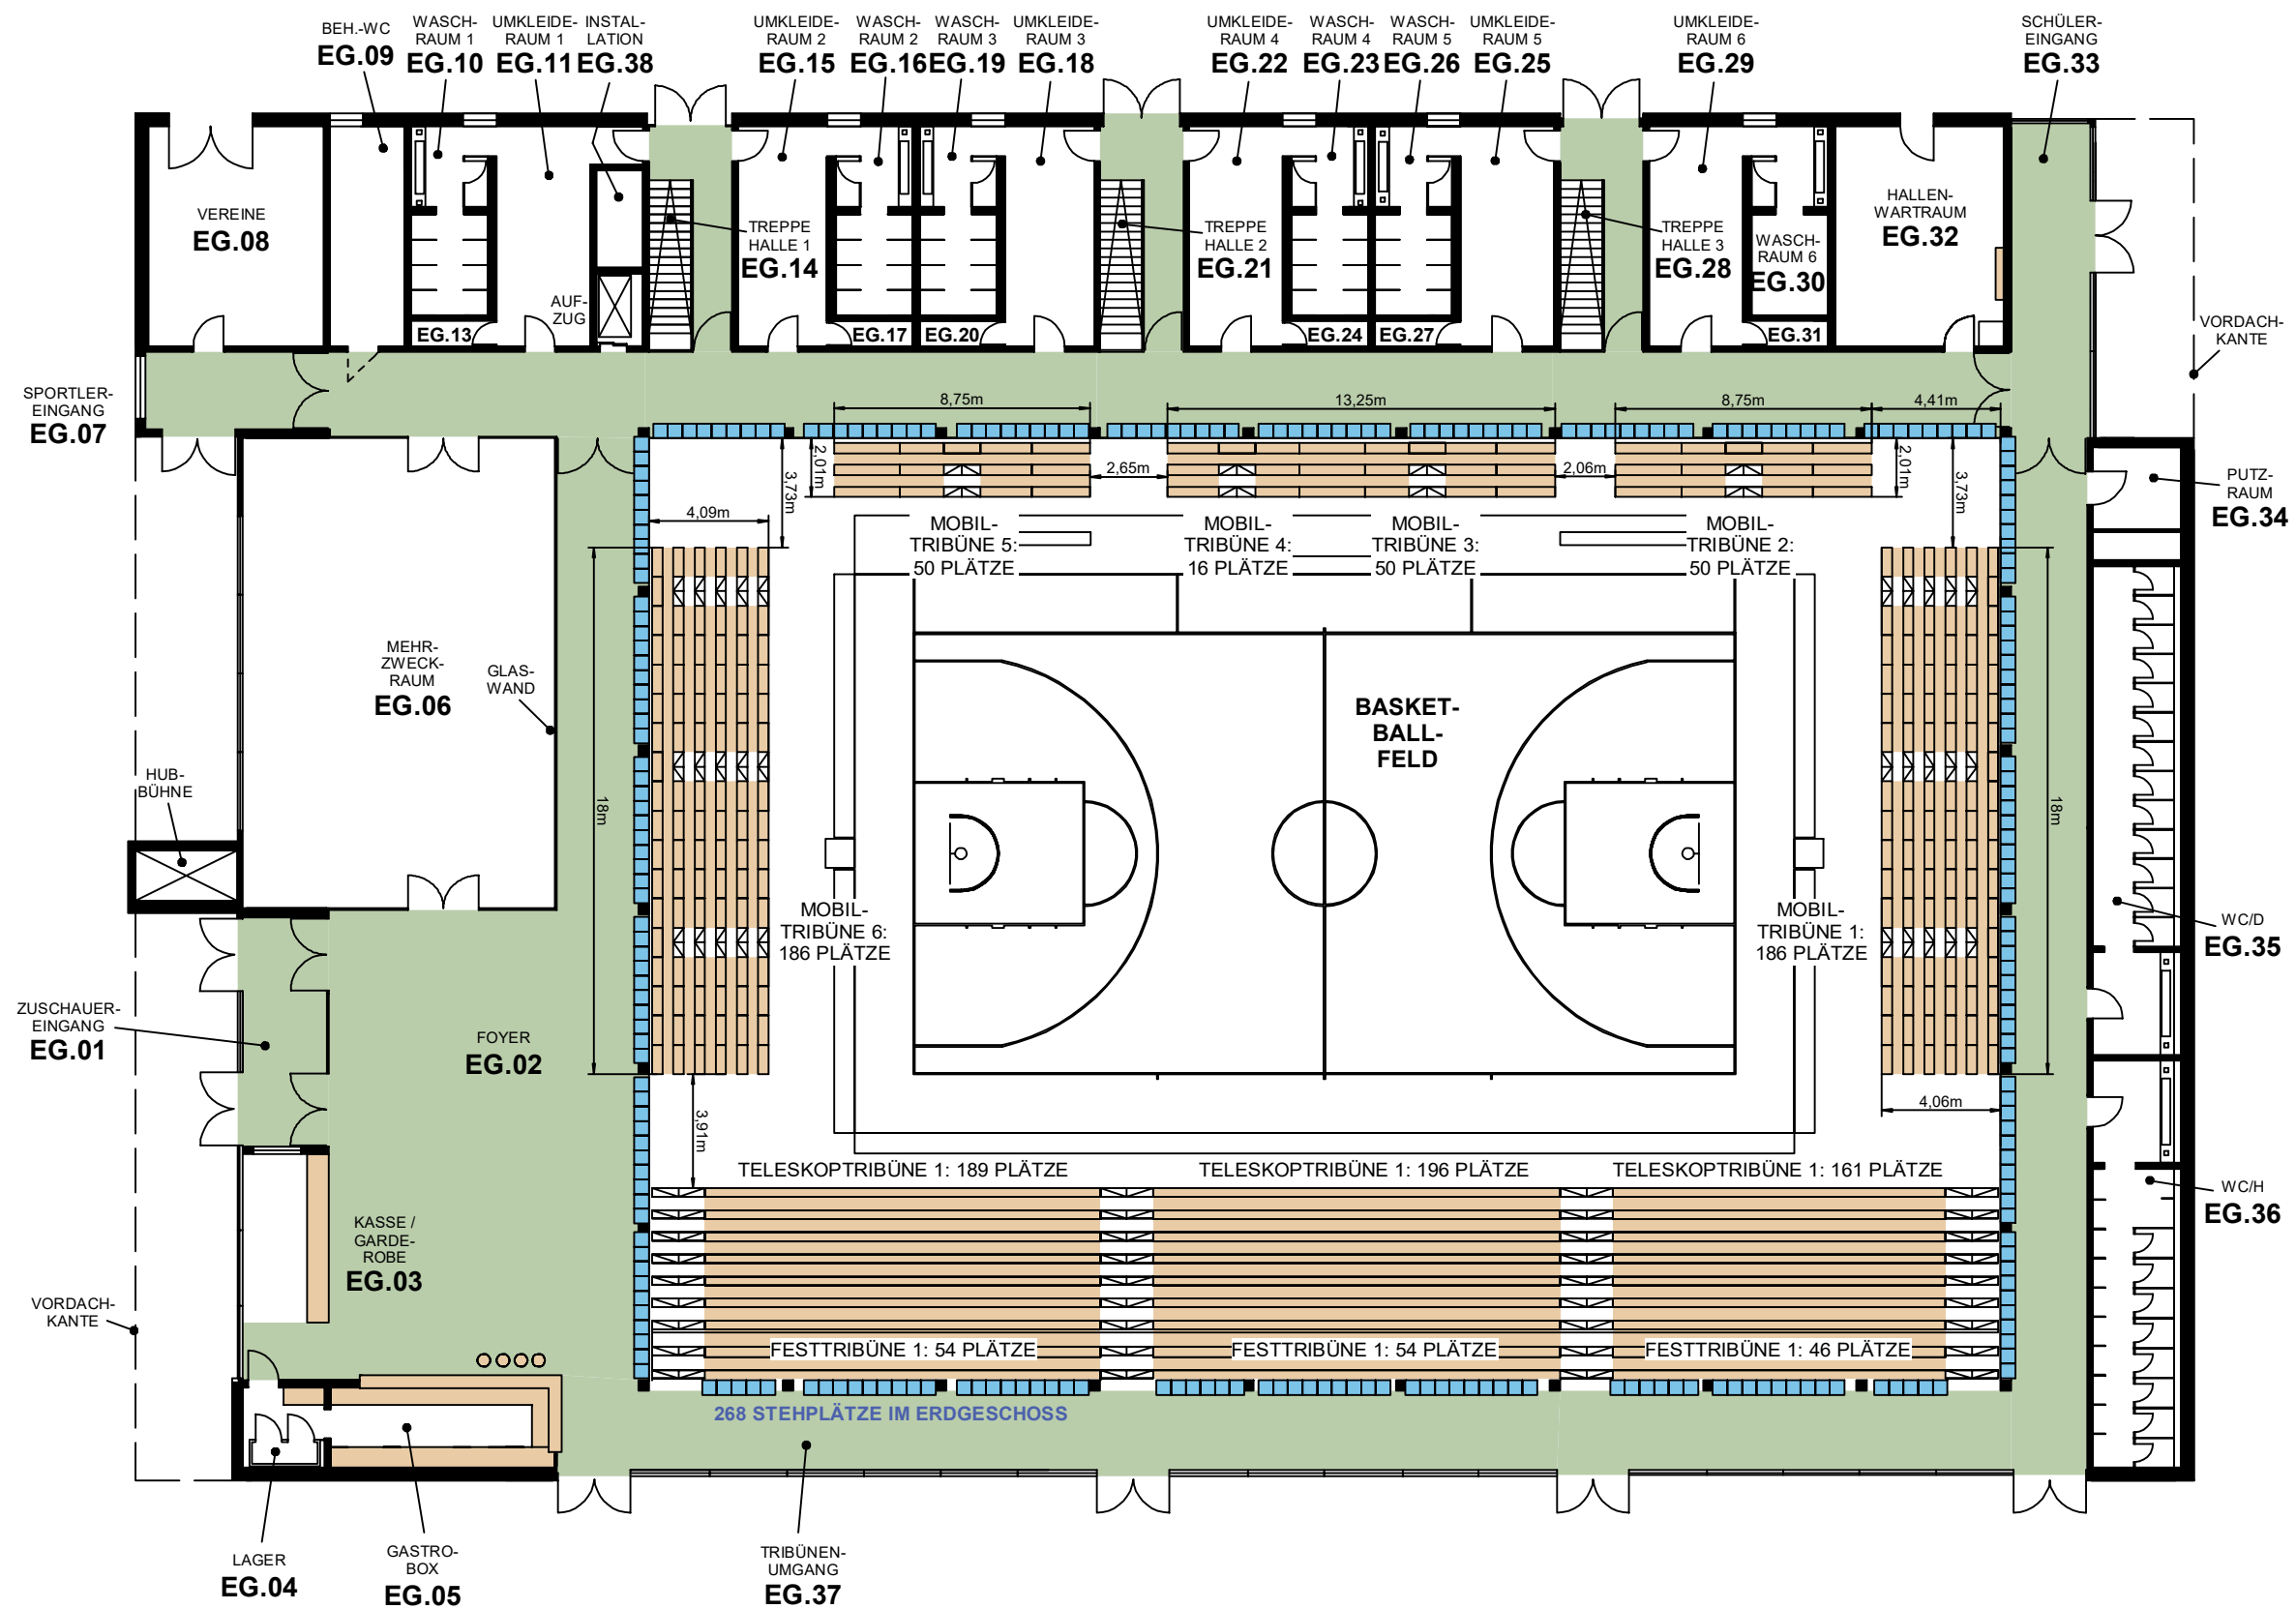 BEH.-WC
EG.09
WASCH-
RAUM 1
EG.10
UMKLEIDE-
RAUM 1
EG.11
INSTAL-
LATION
EG.38
UMKLEIDE-
RAUM 2
EG.15
WASCH-
RAUM 2
EG.16
WASCH-
RAUM 3
EG.19
UMKLEIDE-
RAUM 3
EG.18
UMKLEIDE-
RAUM 4
EG.22
WASCH-
RAUM 4
EG.23
WASCH-
RAUM 5
EG.26
UMKLEIDE-
RAUM 5
EG.25
UMKLEIDE-
RAUM 6
EG.29
SCHÜLER-
EINGANG
EG.33
VEREINE
EG.08
TREPPE
HALLE 1
EG.14
TREPPE
HALLE 2
EG.21
TREPPE
HALLE 3
EG.28
WASCH-
RAUM 6
EG.30
HALLEN-
WARTRAUM
EG.32
AUF-
ZUG
EG.13
EG.17
EG.20
EG.24
EG.27
EG.31
VORDACH-
KANTE
SPORTLER-
EINGANG
EG.07
8,75m
13,25m
8,75m
4,41m
2,01m
3,73m
2,65m
2,06m
2,01m
3,73m
4,09m
PUTZ-
RAUM
EG.34
MOBIL-
TRIBÜNE 5:
50 PLÄTZE
MOBIL-
TRIBÜNE 4:
16 PLÄTZE
MOBIL-
TRIBÜNE 3:
50 PLÄTZE
MOBIL-
TRIBÜNE 2:
50 PLÄTZE
MEHR-
ZWECK-
RAUM
EG.06
GLAS-
WAND
BASKET-
BALL-
FELD
HUB-
BÜHNE
18m
18m
MOBIL-
TRIBÜNE 6:
186 PLÄTZE
MOBIL-
TRIBÜNE 1:
186 PLÄTZE
WC/D
EG.35
ZUSCHAUER-
EINGANG
EG.01
FOYER
EG.02
3,91m
4,06m
TELESKOPTRIBÜNE 1: 189 PLÄTZE
TELESKOPTRIBÜNE 1: 196 PLÄTZE
TELESKOPTRIBÜNE 1: 161 PLÄTZE
WC/H
EG.36
KASSE /
GARDE-
ROBE
EG.03
VORDACH-
KANTE
FESTTRIBÜNE 1: 54 PLÄTZE
FESTTRIBÜNE 1: 54 PLÄTZE
FESTTRIBÜNE 1: 46 PLÄTZE
268 STEHPLÄTZE IM ERDGESCHOSS
LAGER
EG.04
GASTRO-
BOX
EG.05
TRIBÜNEN-
UMGANG
EG.37